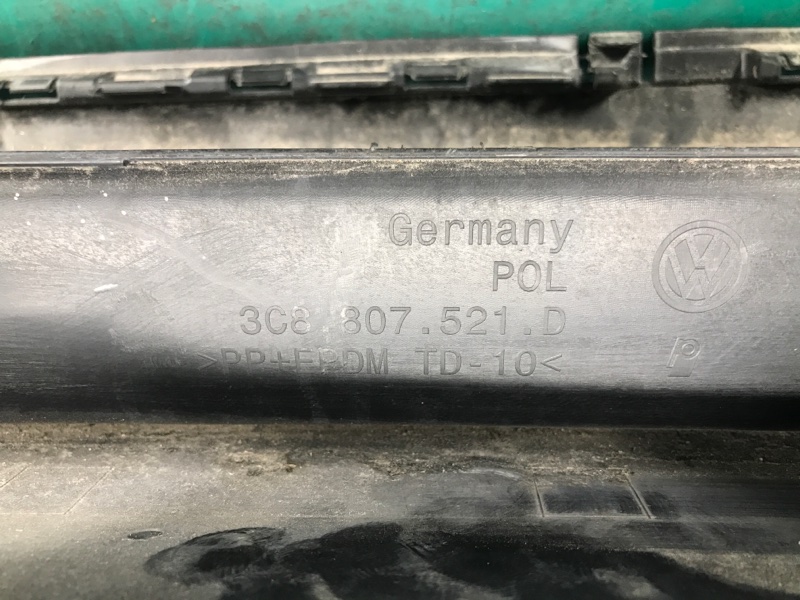 Germany
POL
3C8 807.521.D
>PP+EPDM TD-10<